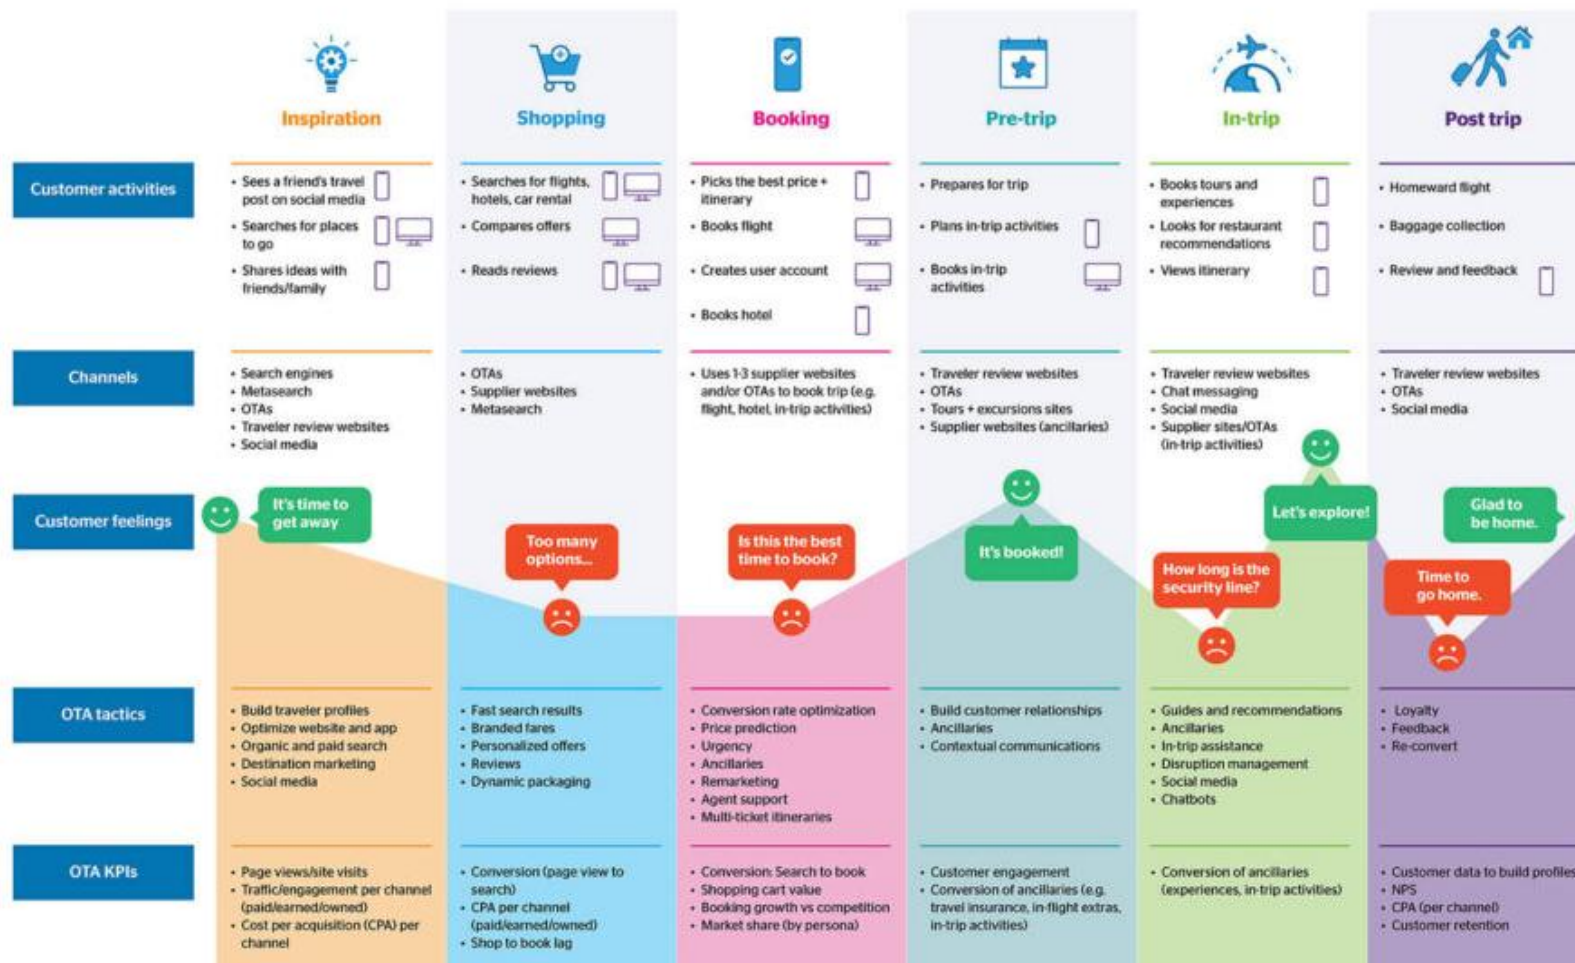 Inspiration
Shopping
Booking
Pre-trip
In-trip
Post trip
Customer activities
• Sees a friend's travel
post on social media
• Searches for places
to go
• Shares ideas with
friends/family
• Searches for flights,
hotels, car rental
• Compares offers
• Reads reviews
• Picks the best price +
itinerary
• Books flight
• Creates user account
• Books hotel
• Prepares for trip
• Plans in-trip activities
• Books in-trip
activities
• Books tours and
experiences
• Looks for restaurant
recommendations
• Views itinerary
• Homeward flight
• Baggage collection
• Review and feedback
Channels
• Search engines
• Metasearch
• OTAs
• Traveler review websites
• Social media
• OTAs
• Supplier websites
• Metasearch
• Uses 1-3 supplier websites
and/or OTAs to book trip (e.g.
flight, hotel, in-trip activities)
• Traveler review websites
• OTAs
• Tours + excursions sites
• Supplier websites (ancillaries)
• Traveler review websites
• Chat messaging
• Social media
• Supplier sites/OTAs
(in-trip activities)
• Traveler review websites
• OTAs
• Social media
Customer feelings
It's time to
get away
Too many
options...
Is this the best
time to book?
It's booked!
How long is the
security line?
Let's explore!
Time to
go home.
Glad to
be home.
OTA tactics
• Build traveler profiles
• Optimize website and app
• Organic and paid search
• Destination marketing
• Social media
• Fast search results
• Branded fares
• Personalized offers
• Reviews
• Dynamic packaging
• Conversion rate optimization
• Price prediction
• Urgency
• Ancillaries
• Remarketing
• Agent support
• Multi-ticket itineraries
• Build customer relationships
• Ancillaries
• Contextual communications
• Guides and recommendations
• Ancillaries
• In-trip assistance
• Disruption management
• Social media
• Chatbots
• Loyalty
• Feedback
• Re-convert
OTA KPIs
• Page views/site visits
• Traffic/engagement per channel
(paid/earned/owned)
• Cost per acquisition (CPA) per
channel
• Conversion (page view to
search)
• CPA per channel
(paid/earned/owned)
• Shop to book lag
• Conversion: Search to book
• Shopping cart value
• Booking growth vs competition
• Market share (by persona)
• Customer engagement
• Conversion of ancillaries (e.g.
travel insurance, in-flight extras,
in-trip activities)
• Conversion of ancillaries
(experiences, in-trip activities)
• Customer data to build profiles
• NPS
• CPA (per channel)
• Customer retention